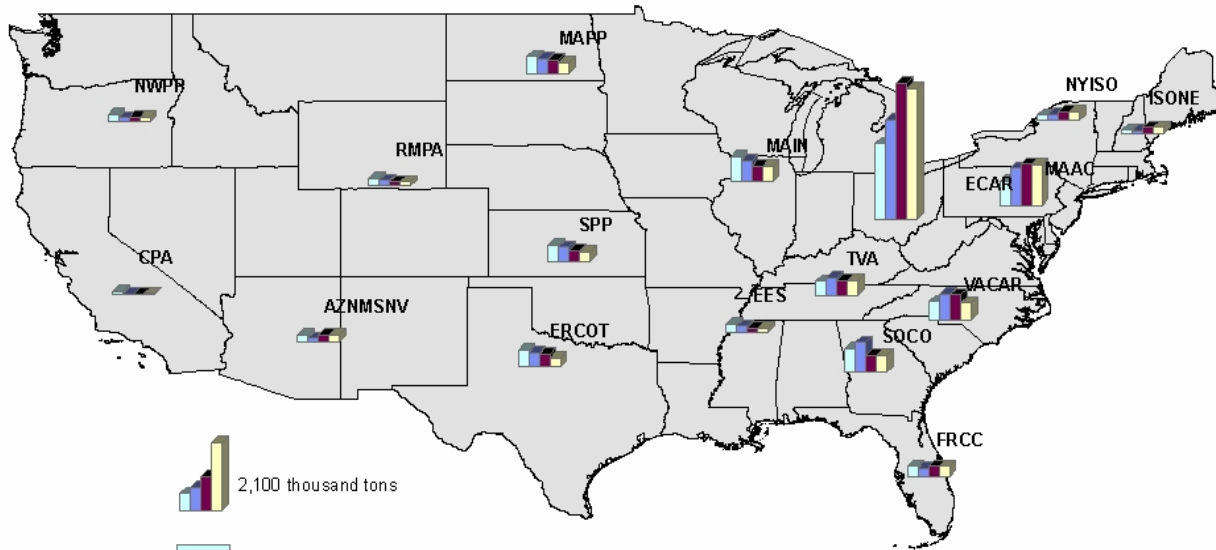 MAPP
NWPP
NYISO
ISONE
MAIN
RMPA
ECAR
MAAC
SPP
CPA
TVA
EES
VACAR
AZNMSNV
ERCOT
SOCO
FRCC
2,100 thousand tons